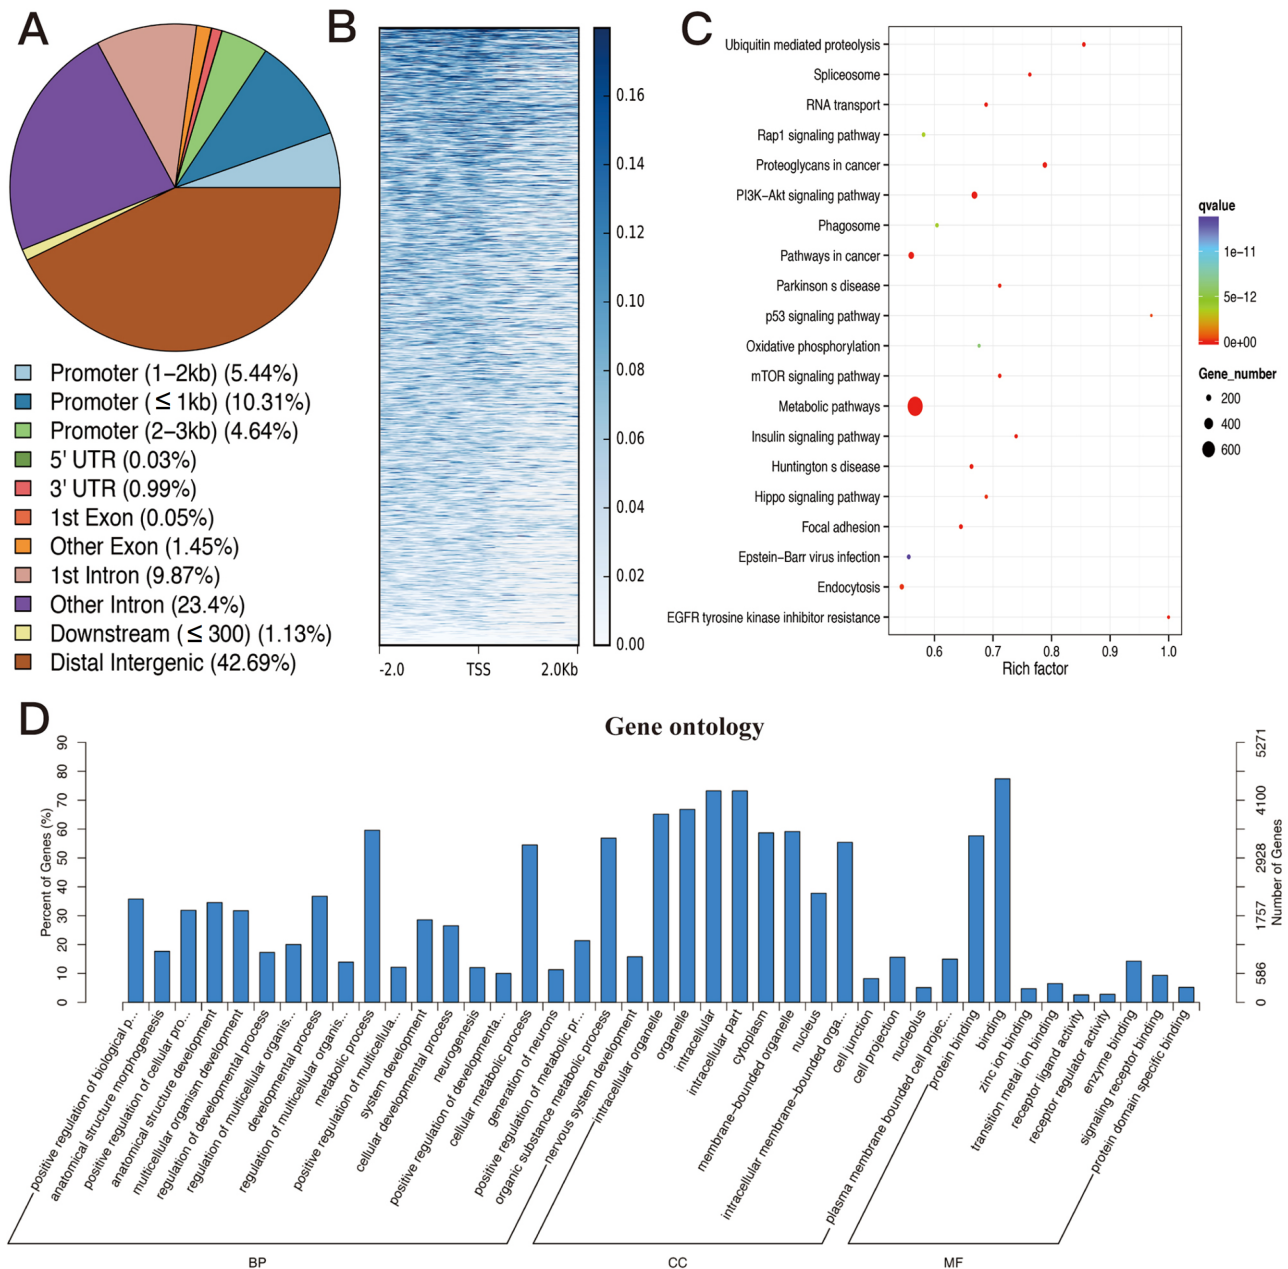 A
Promoter (1−2kb) (5.44%)
Promoter (≤ 1kb) (10.31%)
Promoter (2−3kb) (4.64%)
5' UTR (0.03%)
3' UTR (0.99%)
1st Exon (0.05%)
Other Exon (1.45%)
1st Intron (9.87%)
Other Intron (23.4%)
Downstream (≤ 300) (1.13%)
Distal Intergenic (42.69%)
B
0.16
0.14
0.12
0.10
0.08
0.06
0.04
0.02
0.00
-2.0 TSS 2.0Kb
C
Ubiquitin mediated proteolysis
Spliceosome
RNA transport
Rap1 signaling pathway
Proteoglycans in cancer
PI3K−Akt signaling pathway
Phagosome
Pathways in cancer
Parkinson s disease
p53 signaling pathway
Oxidative phosphorylation
mTOR signaling pathway
Metabolic pathways
Insulin signaling pathway
Huntington s disease
Hippo signaling pathway
Focal adhesion
Epstein−Barr virus infection
Endocytosis
EGFR tyrosine kinase inhibitor resistance
0.6 0.7 0.8 0.9 1.0
Rich factor
qvalue
1e−11
5e−12
0e+00
Gene_number
200
400
600
D
Gene ontology
Percent of Genes (%)
90
80
70
60
50
40
30
20
10
0
5271
4100
2928
1757
586
0
Number of Genes
positive regulation of biological p...
anatomical structure morphogenesis
positive regulation of cellular pro...
anatomical structure development
multicellular organism development
regulation of developmental process
regulation of multicellular organis...
developmental process
regulation of multicellular organis...
metabolic process
positive regulation of multicellula...
system development
cellular developmental process
neurogenesis
positive regulation of developmenta...
cellular metabolic process
generation of neurons
positive regulation of metabolic pr...
organic substance metabolic process
nervous system development
intracellular organelle
organelle
intracellular
intracellular part
cytoplasm
membrane−bounded organelle
nucleus
intracellular membrane−bounded orga...
cell junction
cell projection
nucleolus
plasma membrane bounded cell projec...
protein binding
binding
zinc ion binding
transition metal ion binding
receptor ligand activity
receptor regulator activity
enzyme binding
signaling receptor binding
protein domain specific binding
BP
CC
MF